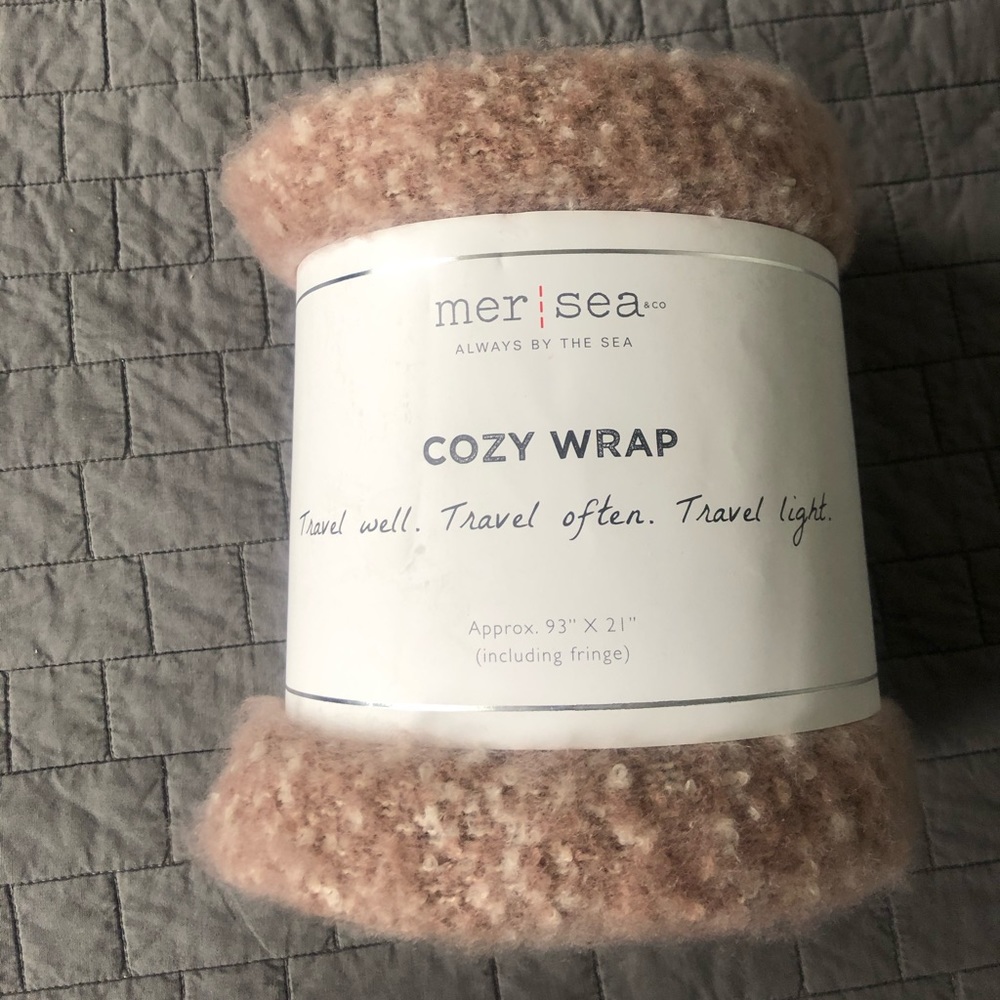 mer¦sea &CO
ALWAYS BY THE SEA
COZY WRAP
Travel well. Travel often. Travel light.
Approx. 93" X 21"
(including fringe)